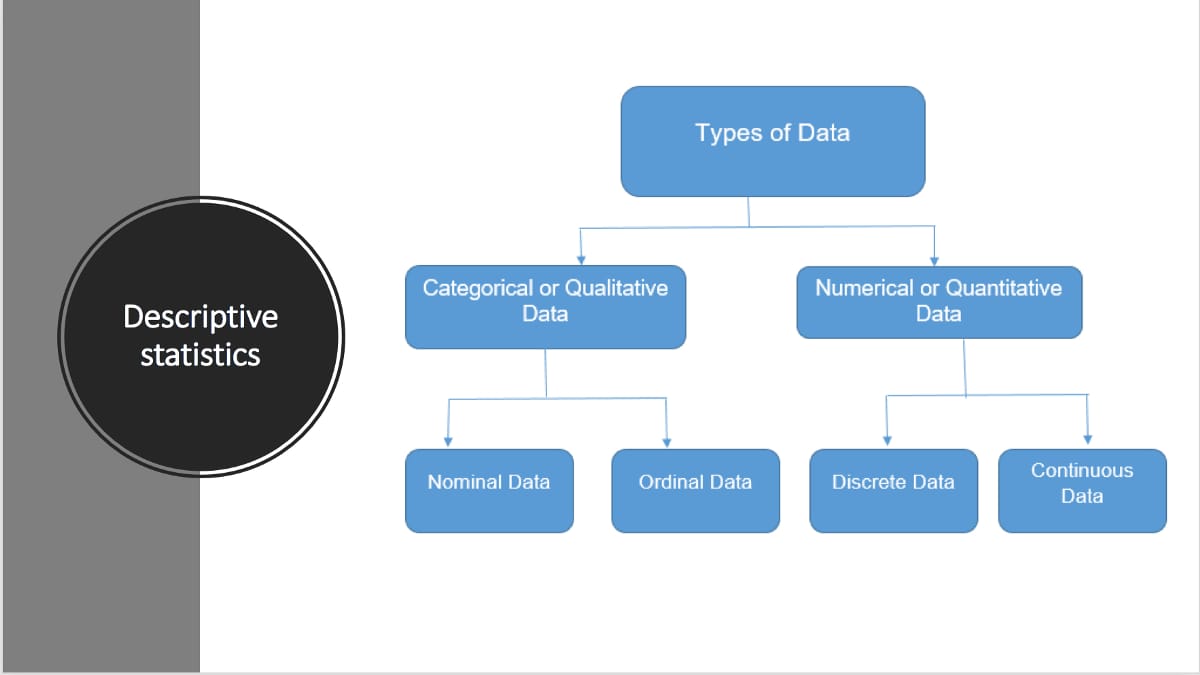 Descriptive
statistics
Types of Data
Categorical or Qualitative
Data
Numerical or Quantitative
Data
Nominal Data
Ordinal Data
Discrete Data
Continuous
Data